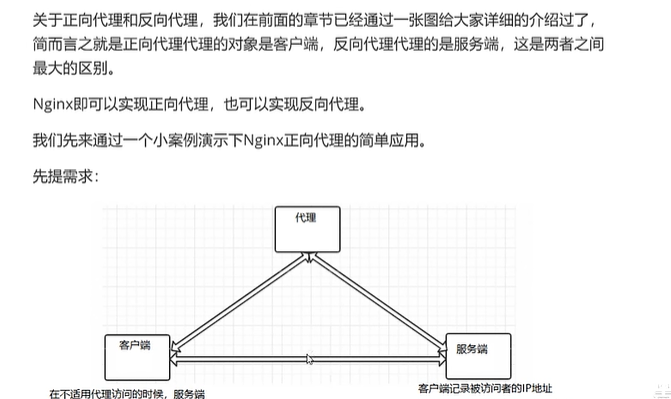 关于正向代理和反向代理，我们在前面的章节已经通过一张图给大家详细的介绍过了，
简而言之就是正向代理代理的对象是客户端，反向代理代理的是服务端，这是两者之间
最大的区别。
Nginx即可以实现正向代理，也可以实现反向代理。
我们先来通过一个小案例演示下Nginx正向代理的简单应用。
先提需求：
代理
客户端
服务端
在不适用代理访问的时候，服务端
客户端记录被访问者的IP地址